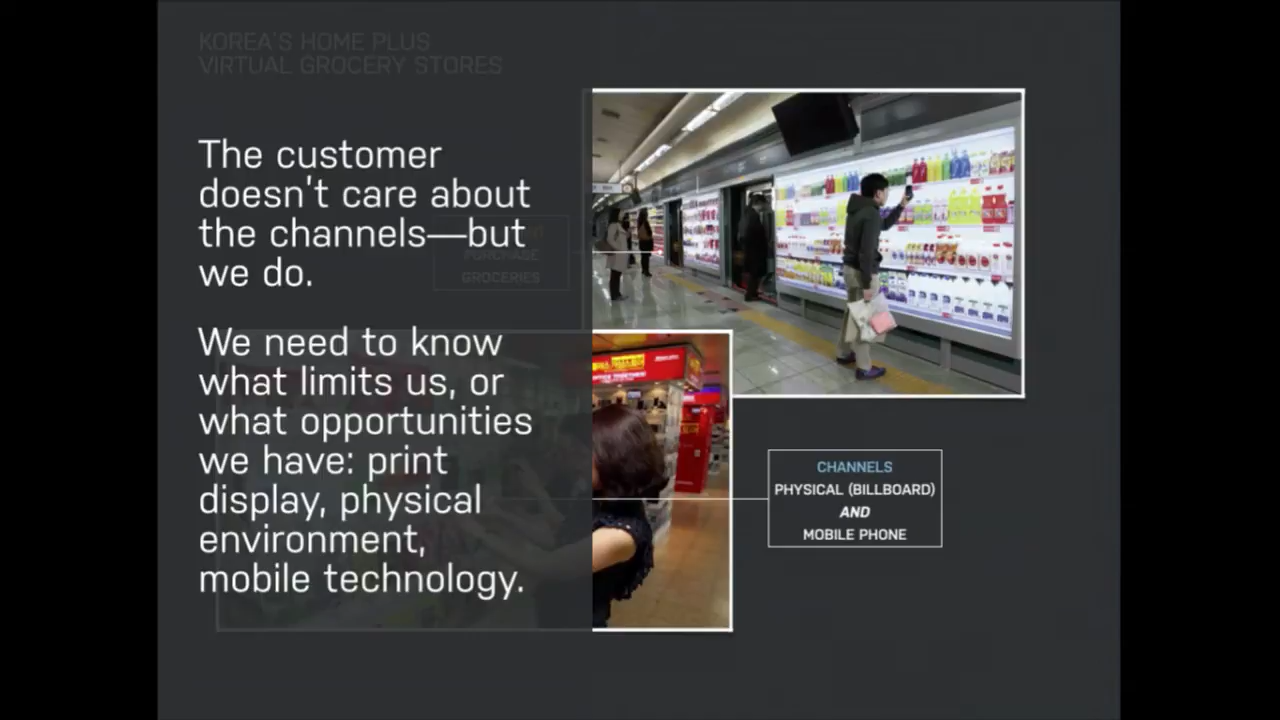 KOREA'S HOME PLUS
VIRTUAL GROCERY STORES
The customer
doesn't care about
the channels—but
we do.
PURCHASE
GROCERIES
We need to know
what limits us, or
what opportunities
we have: print
display, physical
environment,
mobile technology.
CHANNELS
PHYSICAL (BILLBOARD)
AND
MOBILE PHONE